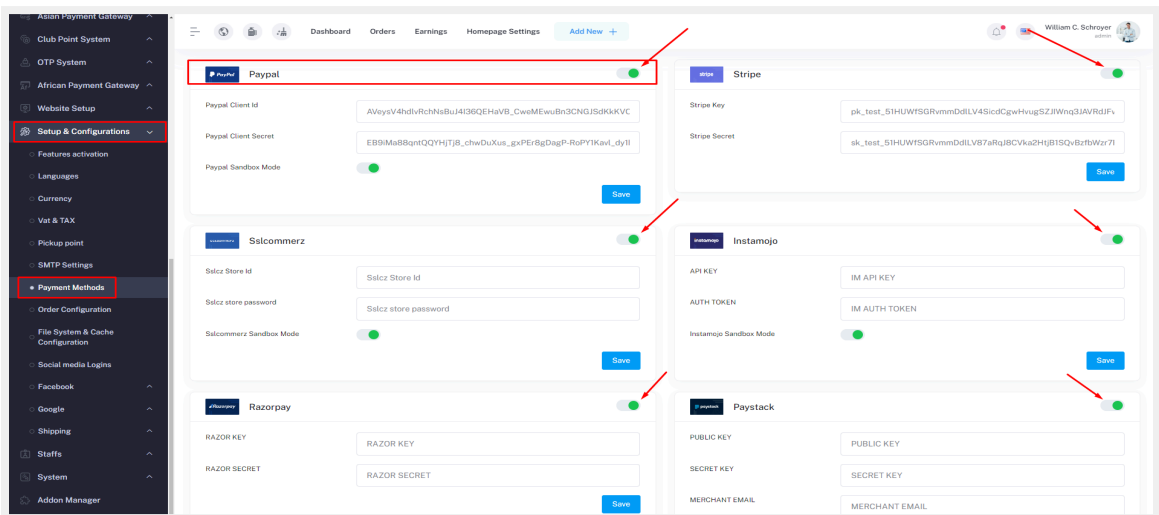 Asian Payment Gateway
Club Point System
OTP System
African Payment Gateway
Website Setup
Setup & Configurations
Features activation
Languages
Currency
Vat & TAX
Pickup point
SMTP Settings
Payment Methods
Order Configuration
File System & Cache
Configuration
Social media Logins
Facebook
Google
Shipping
Staffs
System
Addon Manager
Dashboard Orders Earnings Homepage Settings Add New +
William C. Schroyer
admin
PayPal Paypal
Paypal Client Id
Paypal Client Secret
Paypal Sandbox Mode
Save
stripe Stripe
Stripe Key
Stripe Secret
Save
Sslcommerz
Sslcz Store Id Sslcz Store Id
Sslcz store password Sslcz store password
Sslcommerz Sandbox Mode
Save
instamojo Instamojo
API KEY IM API KEY
AUTH TOKEN IM AUTH TOKEN
Instamojo Sandbox Mode
Save
Razorpay Razorpay
RAZOR KEY RAZOR KEY
RAZOR SECRET RAZOR SECRET
Save
paystack Paystack
PUBLIC KEY PUBLIC KEY
SECRET KEY SECRET KEY
MERCHANT EMAIL MERCHANT EMAIL